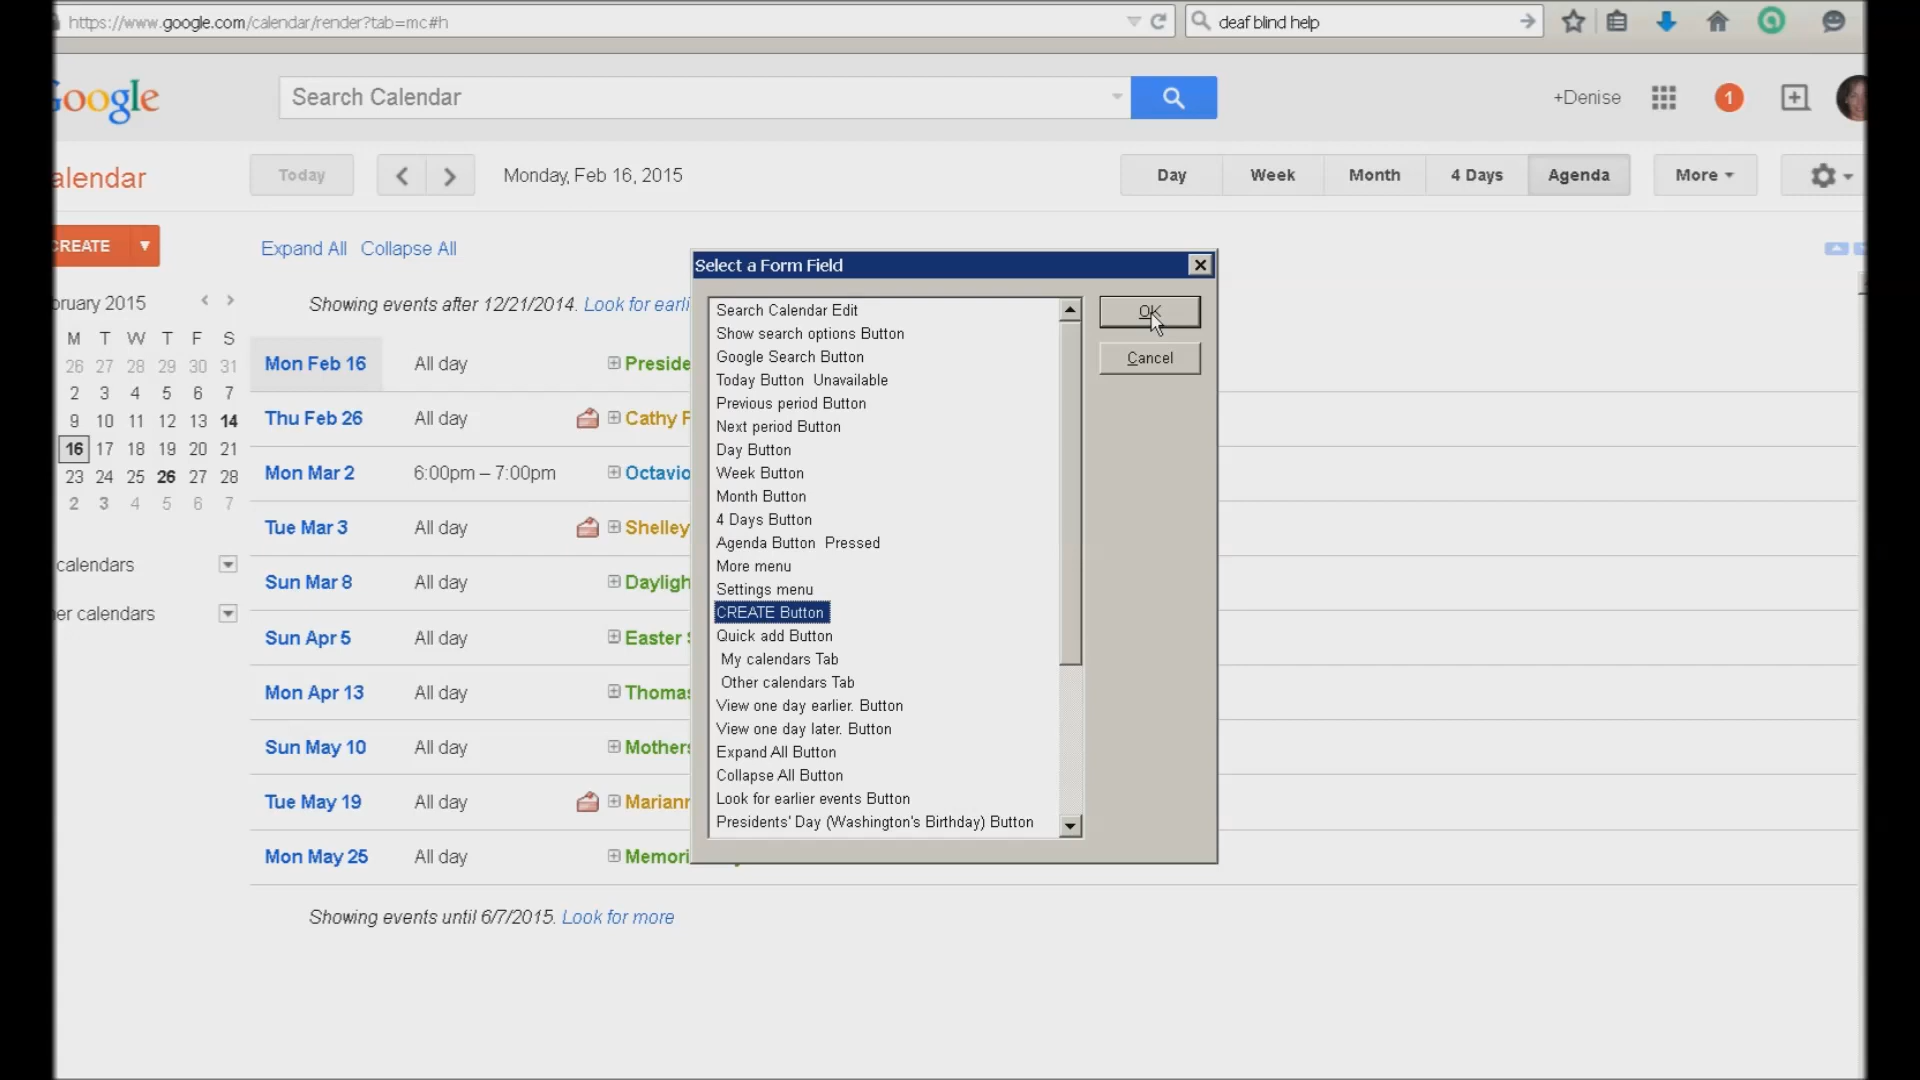 https://www.google.com/calendar/render?tab=mc#h
deaf blind help
Google
Search Calendar
+Denise
1
alendar
Today
Monday, Feb 16, 2015
Day
Week
Month
4 Days
Agenda
More
CREATE
Expand All Collapse All
bruary 2015
M T W T F S
26 27 28 29 30 31
2 3 4 5 6 7
9 10 11 12 13 14
16 17 18 19 20 21
23 24 25 26 27 28
2 3 4 5 6 7
calendars
er calendars
Showing events after 12/21/2014. Look for earli
Mon Feb 16 All day Preside
Thu Feb 26 All day Cathy F
Mon Mar 2 6:00pm – 7:00pm Octavio
Tue Mar 3 All day Shelley
Sun Mar 8 All day Dayligh
Sun Apr 5 All day Easter
Mon Apr 13 All day Thomas
Sun May 10 All day Mothers
Tue May 19 All day Mariann
Mon May 25 All day Memori
Showing events until 6/7/2015. Look for more
Select a Form Field
Search Calendar Edit
Show search options Button
Google Search Button
Today Button Unavailable
Previous period Button
Next period Button
Day Button
Week Button
Month Button
4 Days Button
Agenda Button Pressed
More menu
Settings menu
CREATE Button
Quick add Button
My calendars Tab
Other calendars Tab
View one day earlier. Button
View one day later. Button
Expand All Button
Collapse All Button
Look for earlier events Button
Presidents' Day (Washington's Birthday) Button
OK
Cancel